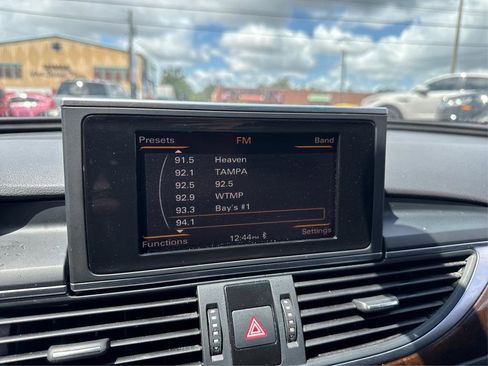 Presets FM Band
91.5 Heaven
92.1 TAMPA
92.5 92.5
92.9 WTMP
93.3 Bay's #1
94.1
Functions 12:44PM Settings